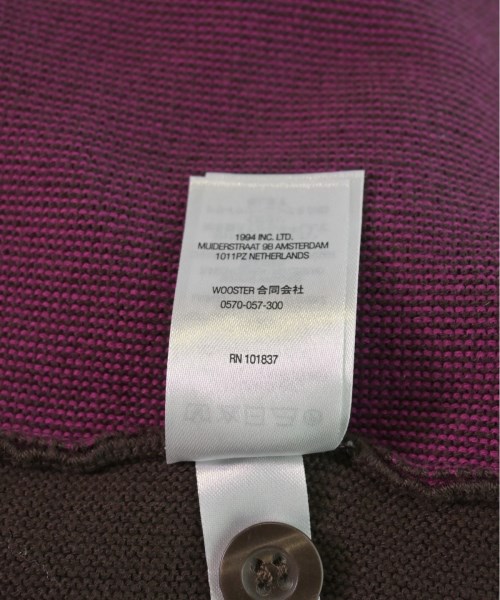 1994 INC. LTD.
MUIDERSTRAAT 9B AMSTERDAM
1011PZ NETHERLANDS
WOOSTER 合同会社
0570-057-300
RN 101837